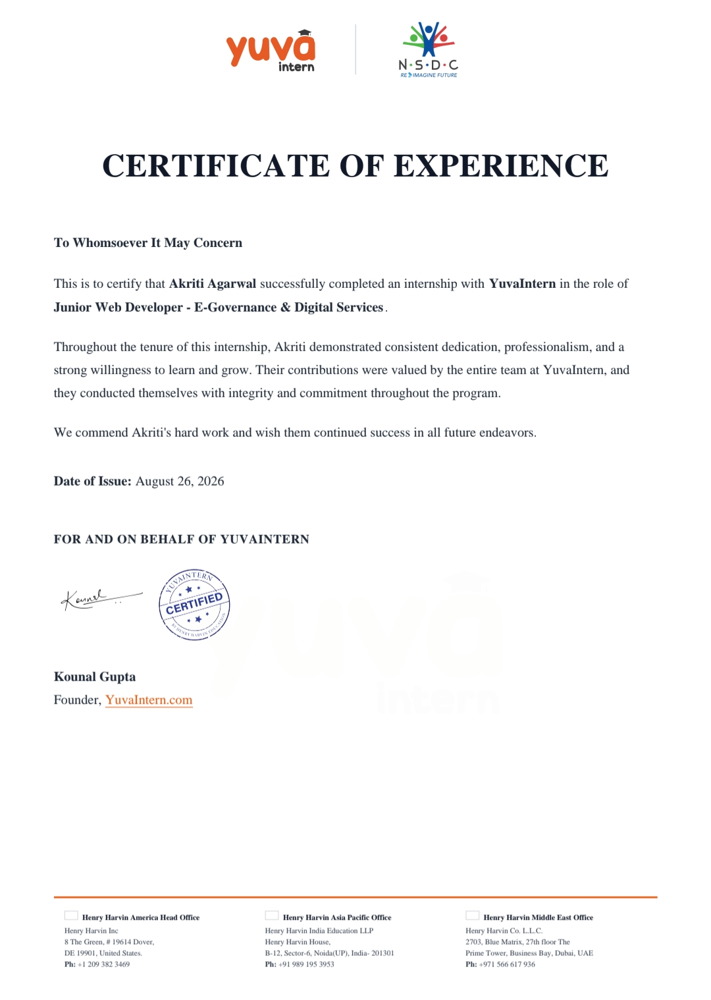 yuva
intern
N·S·D·C
RE IMAGINE FUTURE
CERTIFICATE OF EXPERIENCE
To Whomsoever It May Concern
This is to certify that Akriti Agarwal successfully completed an internship with YuvaIntern in the role of
Junior Web Developer - E-Governance & Digital Services.
Throughout the tenure of this internship, Akriti demonstrated consistent dedication, professionalism, and a
strong willingness to learn and grow. Their contributions were valued by the entire team at YuvaIntern, and
they conducted themselves with integrity and commitment throughout the program.
We commend Akriti's hard work and wish them continued success in all future endeavors.
Date of Issue: August 26, 2026
FOR AND ON BEHALF OF YUVAINTERN
Kounal
YUVAINTERN
CERTIFIED
BY HENRY HARVIN EDUCATION
yuva
intern
Kounal Gupta
Founder, YuvaIntern.com
Henry Harvin America Head Office
Henry Harvin Inc
8 The Green, # 19614 Dover,
DE 19901, United States.
Ph: +1 209 382 3469
Henry Harvin Asia Pacific Office
Henry Harvin India Education LLP
Henry Harvin House,
B-12, Sector-6, Noida(UP), India- 201301
Ph: +91 989 195 3953
Henry Harvin Middle East Office
Henry Harvin Co. L.L.C.
2703, Blue Matrix, 27th floor The
Prime Tower, Business Bay, Dubai, UAE
Ph: +971 566 617 936